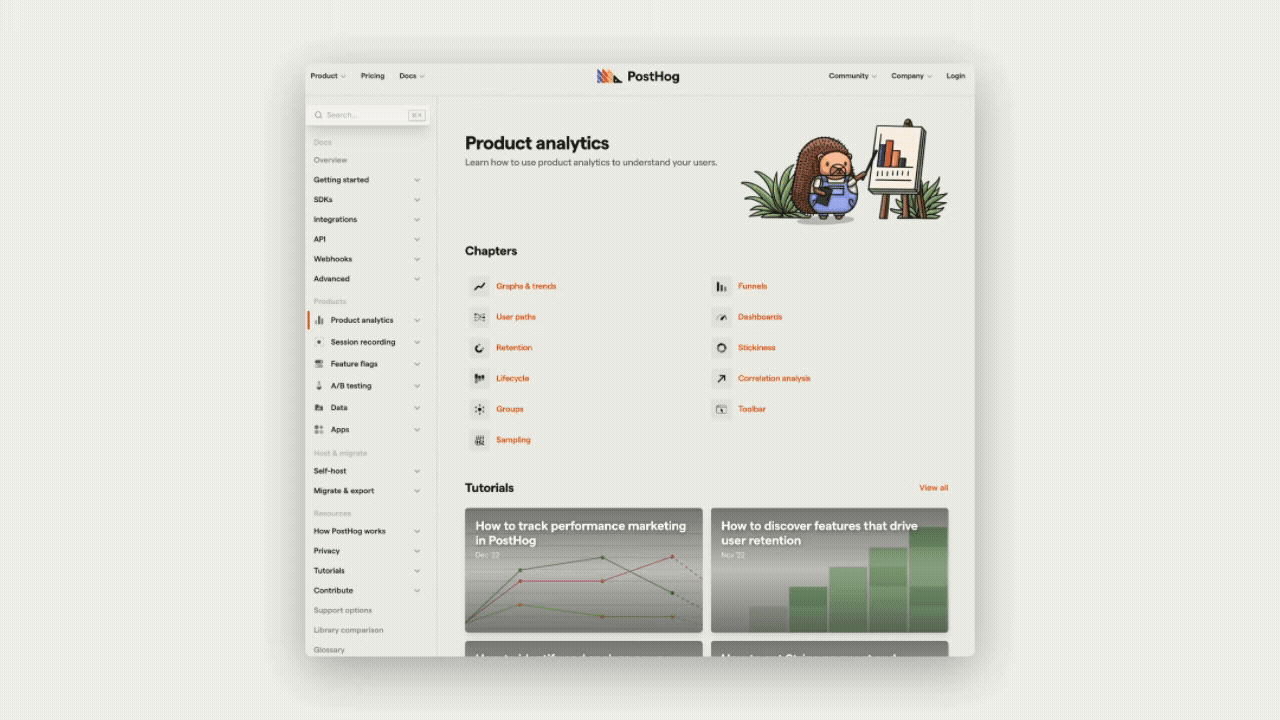 Product
Pricing
Docs
PostHog
Community
Company
Login
Search...
⌘ K
Docs
Overview
Getting started
SDKs
Integrations
API
Webhooks
Advanced
Products
Product analytics
Session recording
Feature flags
A/B testing
Data
Apps
Host & migrate
Self-host
Migrate & export
Resources
How PostHog works
Privacy
Tutorials
Contribute
Support options
Library comparison
Glossary
Product analytics
Learn how to use product analytics to understand your users.
Chapters
Graphs & trends
Funnels
User paths
Dashboards
Retention
Stickiness
Lifecycle
Correlation analysis
Groups
Toolbar
Sampling
Tutorials
View all
How to track performance marketing
in PostHog
Dec '22
How to discover features that drive
user retention
Nov '22